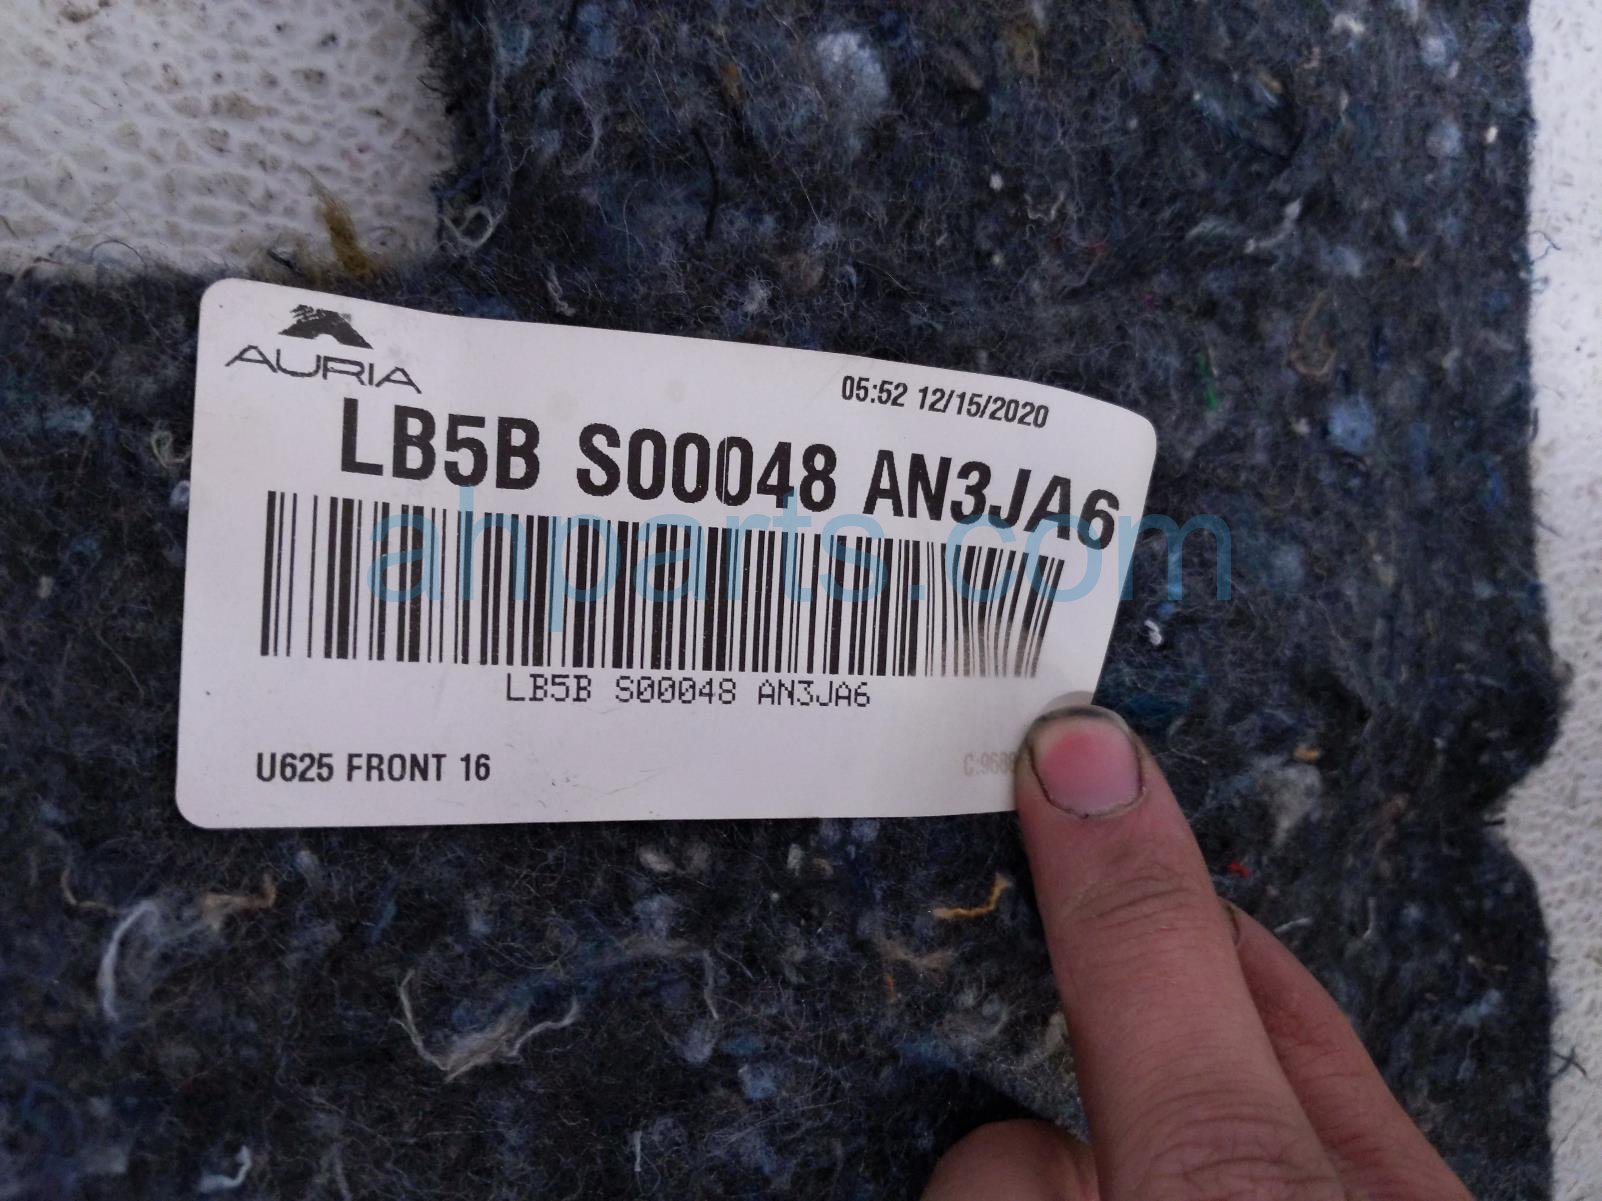 AURIA
05:52 12/15/2020
LB5B S00048 AN3JA6
ahparts.com
LB5B S00048 AN3JA6
U625 FRONT 16